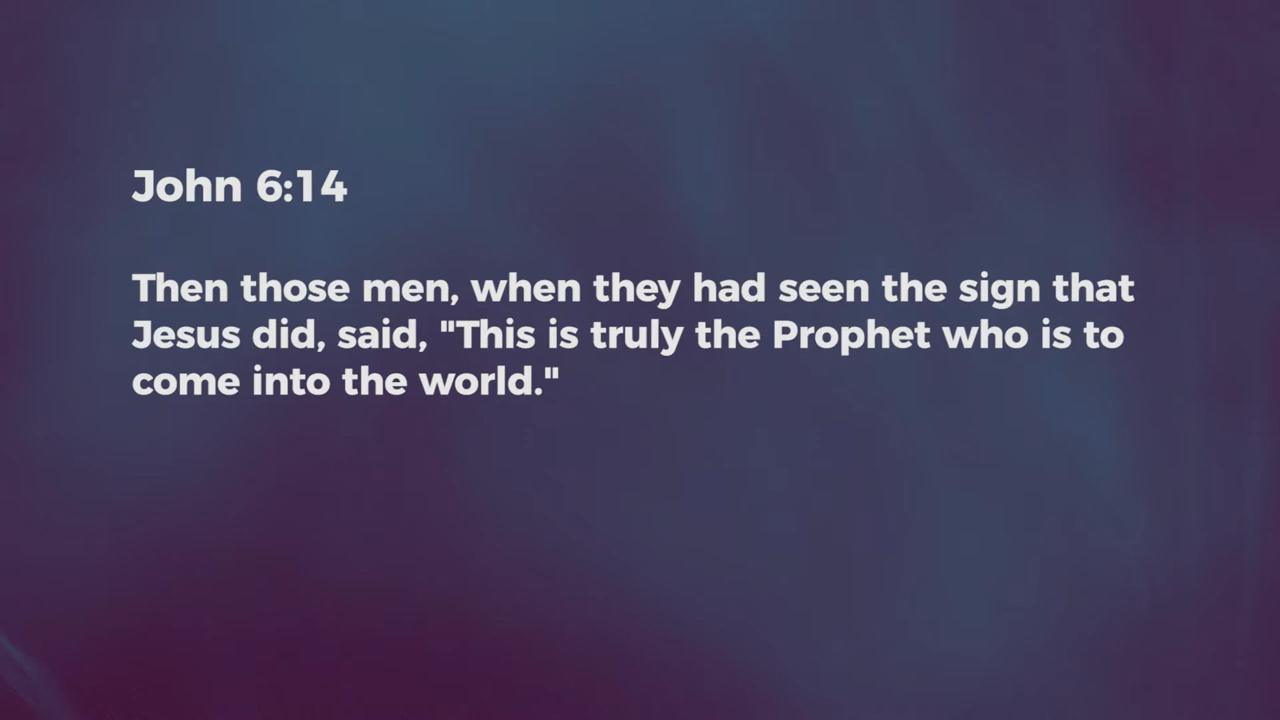 John 6:14
Then those men, when they had seen the sign that
Jesus did, said, "This is truly the Prophet who is to
come into the world."